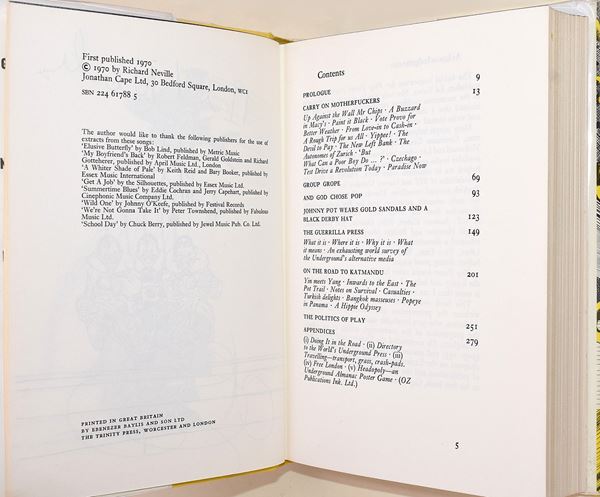 First published 1970
© 1970 by Richard Neville
Jonathan Cape Ltd, 30 Bedford Square, London, WC1
SBN 224 61788 5
The author would like to thank the following publishers for the use of
extracts from these songs:
'Elusive Butterfly' by Bob Lind, published by Metric Music
'My Boyfriend's Back' by Robert Feldman, Gerald Goldstein and Richard
Gotteherer, published by April Music Ltd., London
'A Whiter Shade of Pale' by Keith Reid and Gary Booker, published by
Essex Music International
'Get A Job' by the Silhouettes, published by Essex Music Ltd.
'Summertime Blues' by Eddie Cochran and Jerry Capehart, published by
Cinephonic Music Company Ltd.
'Wild One' by Johnny O'Keefe, published by Festival Records
'We're Not Gonna Take It' by Peter Townshend, published by Fabulous
Music Ltd.
'School Day' by Chuck Berry, published by Jewel Music Pub. Co. Ltd.
PRINTED IN GREAT BRITAIN
BY EBENEZER BAYLIS AND SON LTD
THE TRINITY PRESS, WORCESTER AND LONDON
Contents
PROLOGUE 9
CARRY ON MOTHERFUCKERS 13
Up Against the Wall Mr Chips · A Buzzard
in Macy's · Paint it Black · Vote Provo for
Better Weather · From Love-in to Cash-in ·
A Rough Trip for us All · Yippee! · The
Devil to Pay · The New Left Bank · The
Autonomes of Zurich · 'But
What Can a Poor Boy Do ... ?' · Czechago ·
Test Drive a Revolution Today · Paradise Now
GROUP GROPE 69
AND GOD CHOSE POP 93
JOHNNY POT WEARS GOLD SANDALS AND A
BLACK DERBY HAT 123
THE GUERRILLA PRESS 149
What it is · Where it is · Why it is · What
it means · An exhausting world survey of
the Underground's alternative media
ON THE ROAD TO KATMANDU 201
Yin meets Yang · Inwards to the East · The
Pot Trail · Notes on Survival · Casualties ·
Turkish delights · Bangkok masseuses · Popeye
in Panama · A Hippie Odyssey
THE POLITICS OF PLAY 251
APPENDICES 279
(i) Doing It in the Road · (ii) Directory
to the World's Underground Press · (iii)
Travelling—transport, grass, crash-pads.
(iv) Free London · (v) Headopoly—an
Underground Almanac Poster Game · (OZ
Publications Ink. Ltd.)
5